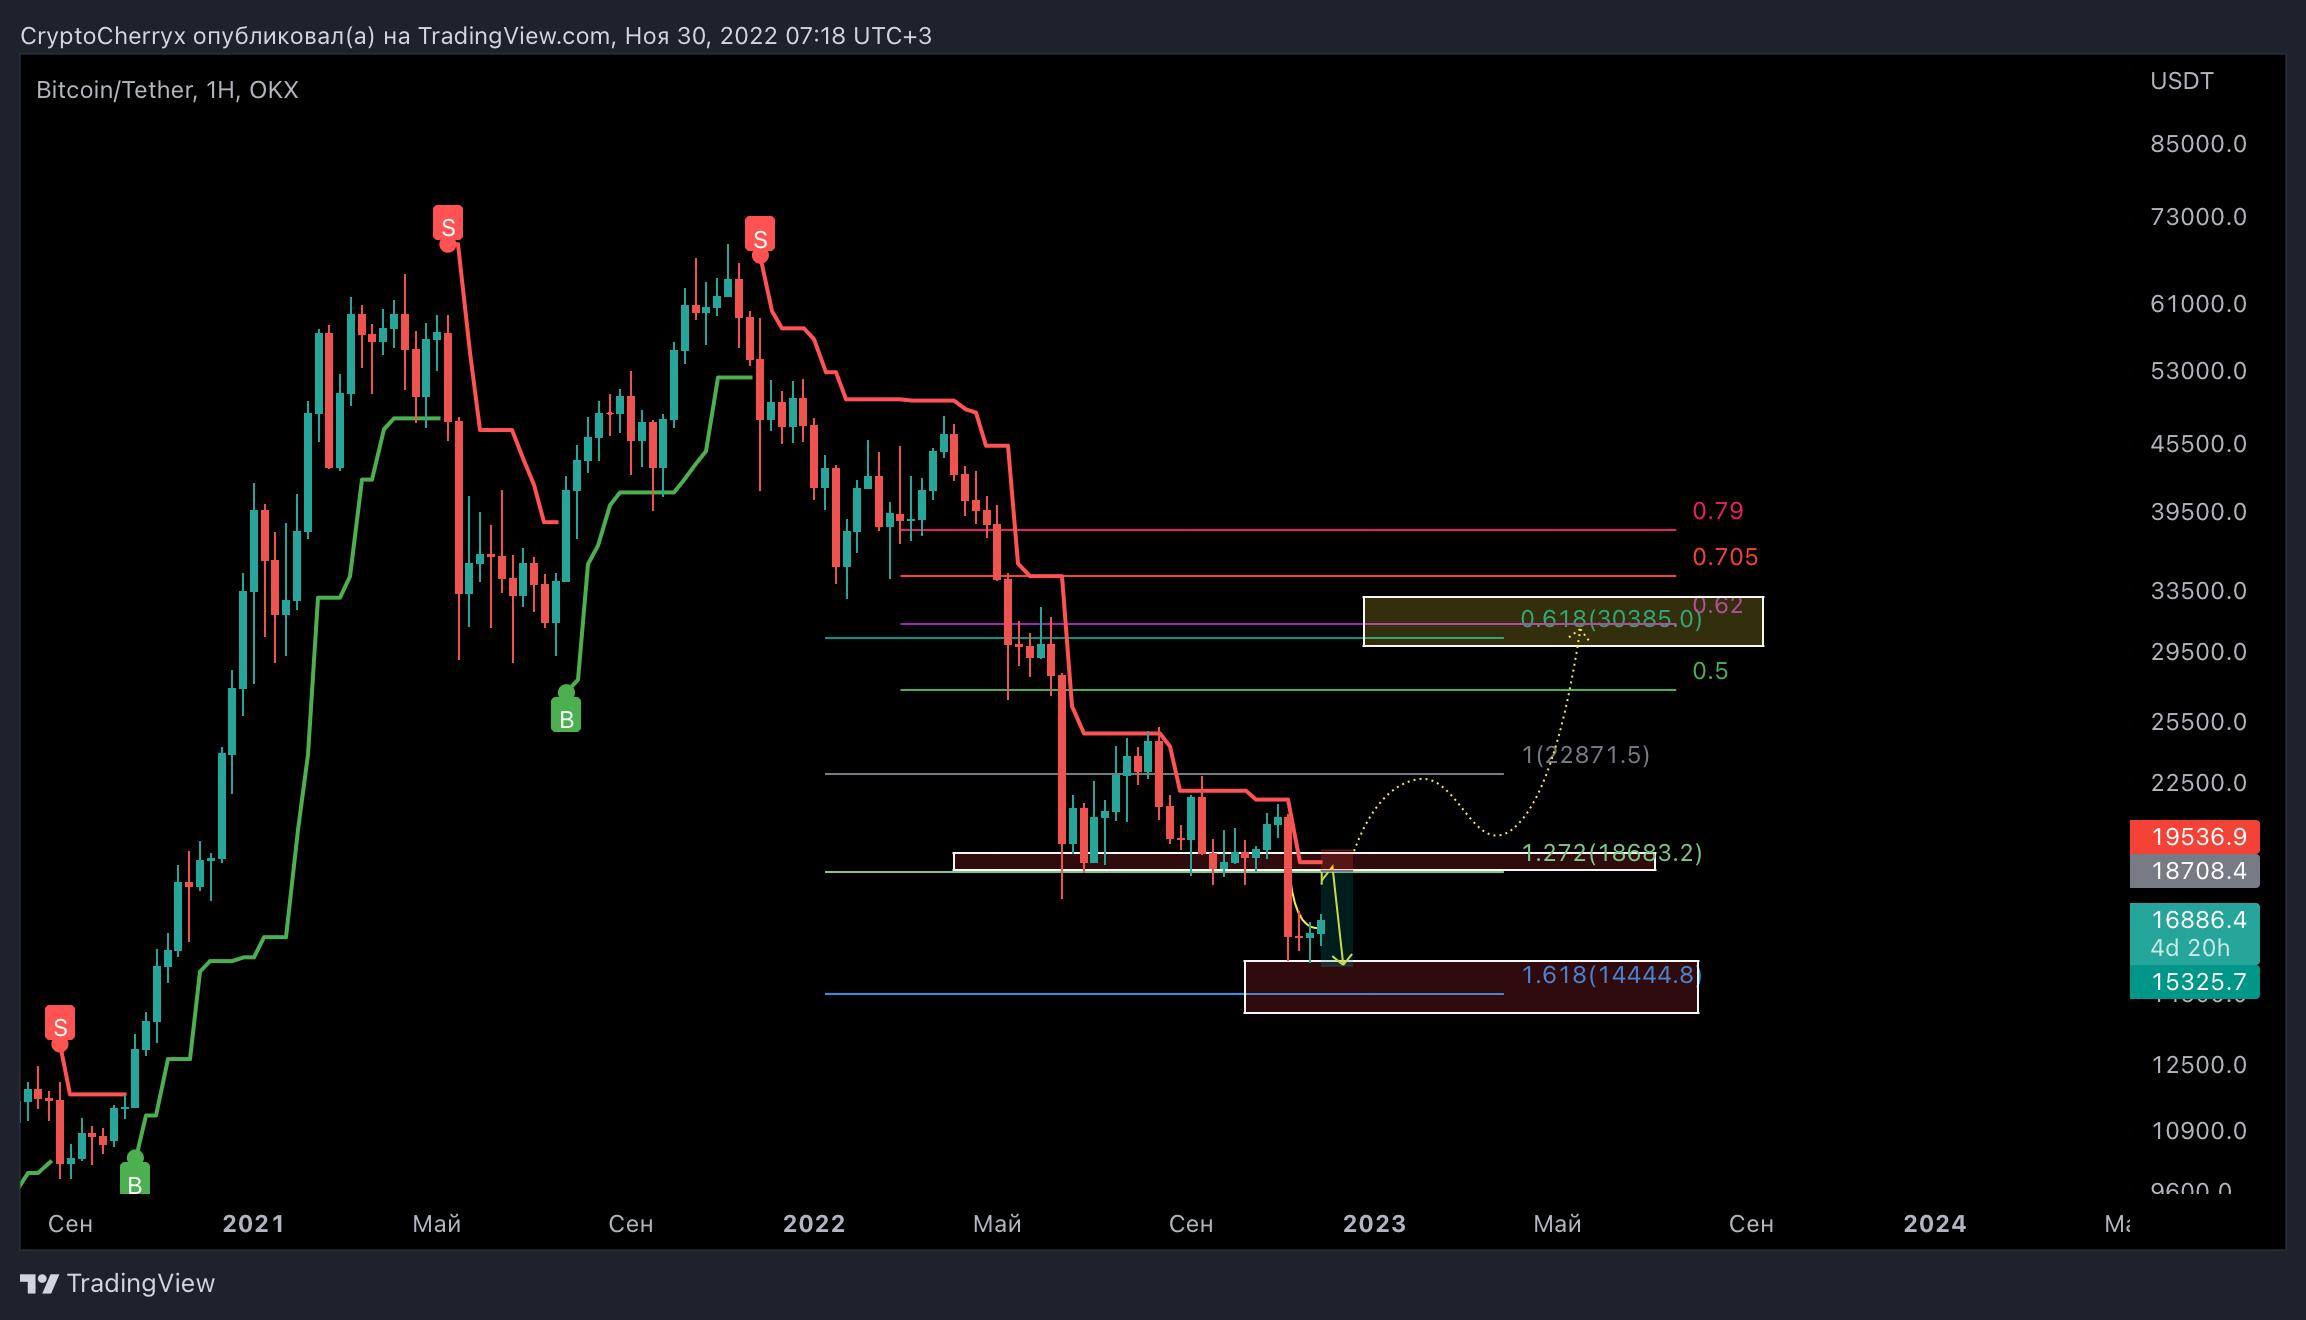 CryptoCherryx опубликовал(а) на TradingView.com, Ноя 30, 2022 07:18 UTC+3
Bitcoin/Tether, 1Н, OKX
USDT
85000.0
S
S
73000.0
61000.0
53000.0
45500.0
0.79
39500.0
0.705
33500.0
0.62
0.618(30385.0)
29500.0
0.5
B
25500.0
1(22871.5)
22500.0
19536.9
1.272(18683.2)
18708.4
16886.4
4d 20h
1.618(14444.8)
15325.7
S
12500.0
10900.0
B
9600.0
Сен
2021
Май
Сен
2022
Май
Сен
2023
Май
Сен
2024
TradingView